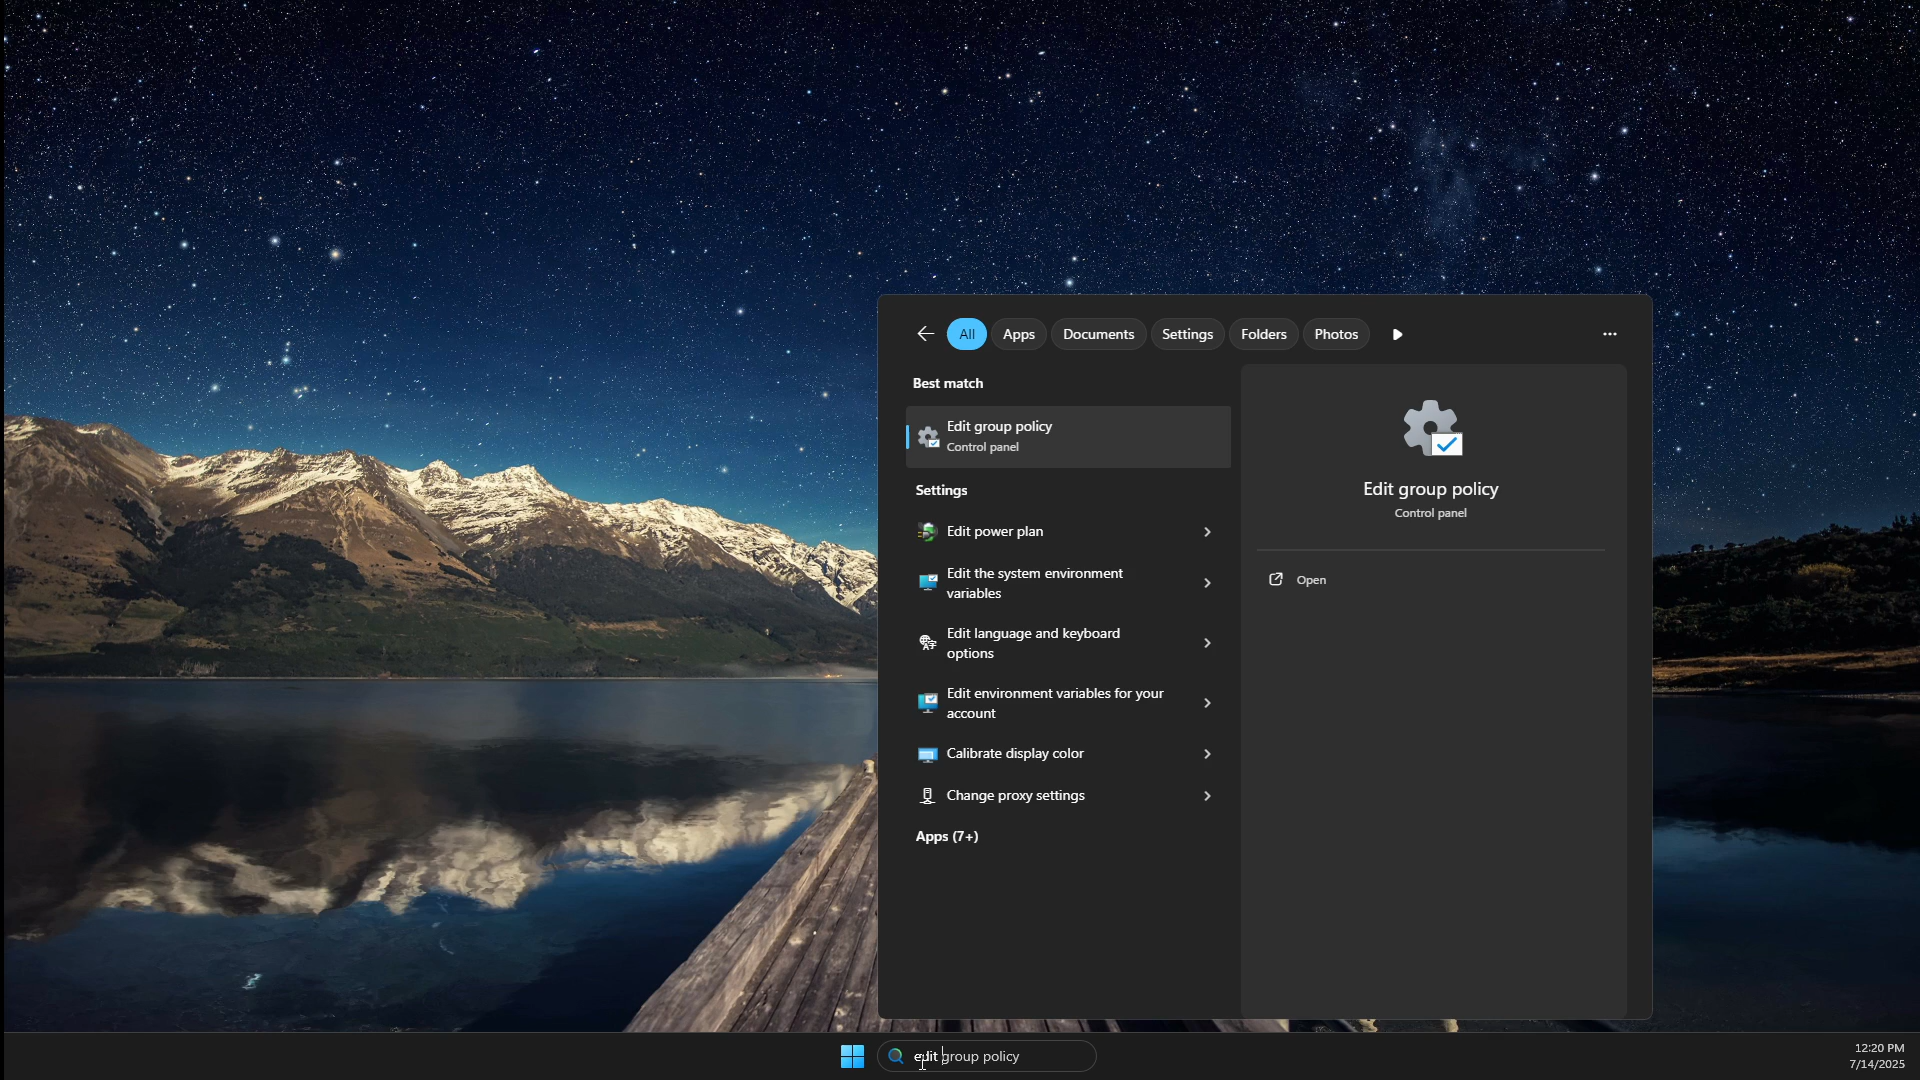 All
Apps
Documents
Settings
Folders
Photos
Best match
Edit group policy
Control panel
Settings
Edit power plan
Edit the system environment
variables
Edit language and keyboard
options
Edit environment variables for your
account
Calibrate display color
Change proxy settings
Apps (7+)
Edit group policy
Control panel
Open
edit group policy
12:20 PM
7/14/2025